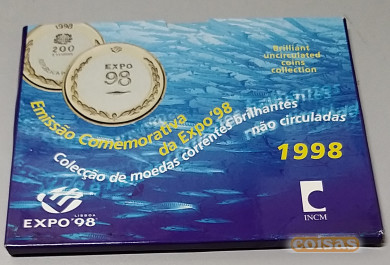 200
EXPO
98
Brilliant
uncirculated
coins
collection
Emissão Comemorativa
da Expo'98
Colecção de moedas correntes brilhantes
não circuladas
1998
LISBOA
EXPO'98
INCM
coisas